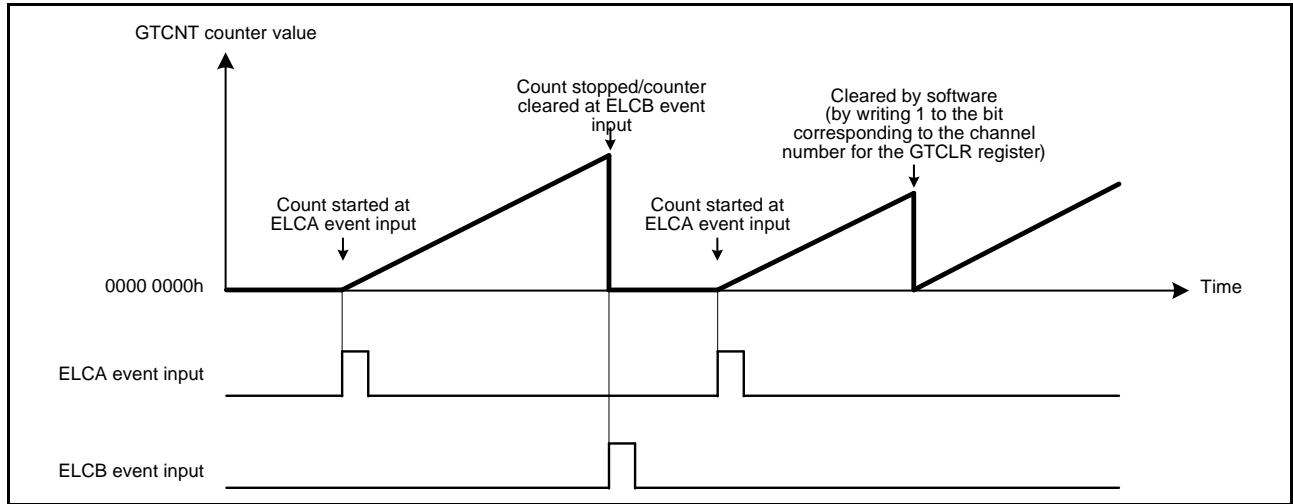 GTCNT counter value
Count stopped/counter
cleared at ELCB event
input
Cleared by software
(by writing 1 to the bit
corresponding to the channel
number for the GTCLR register)
Count started at
ELCA event input
Count started at
ELCA event input
0000 0000h
Time
ELCA event input
ELCB event input